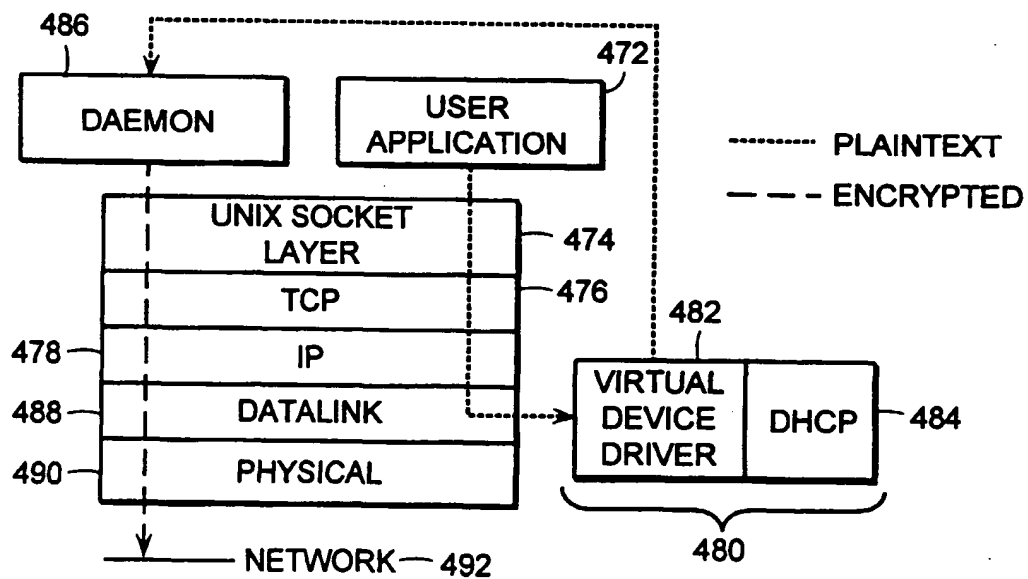 486
472
DAEMON
USER
APPLICATION
PLAINTEXT
ENCRYPTED
UNIX SOCKET
LAYER
474
TCP
476
482
478
IP
VIRTUAL
DEVICE
DRIVER
DHCP
484
488
DATALINK
490
PHYSICAL
480
NETWORK
492